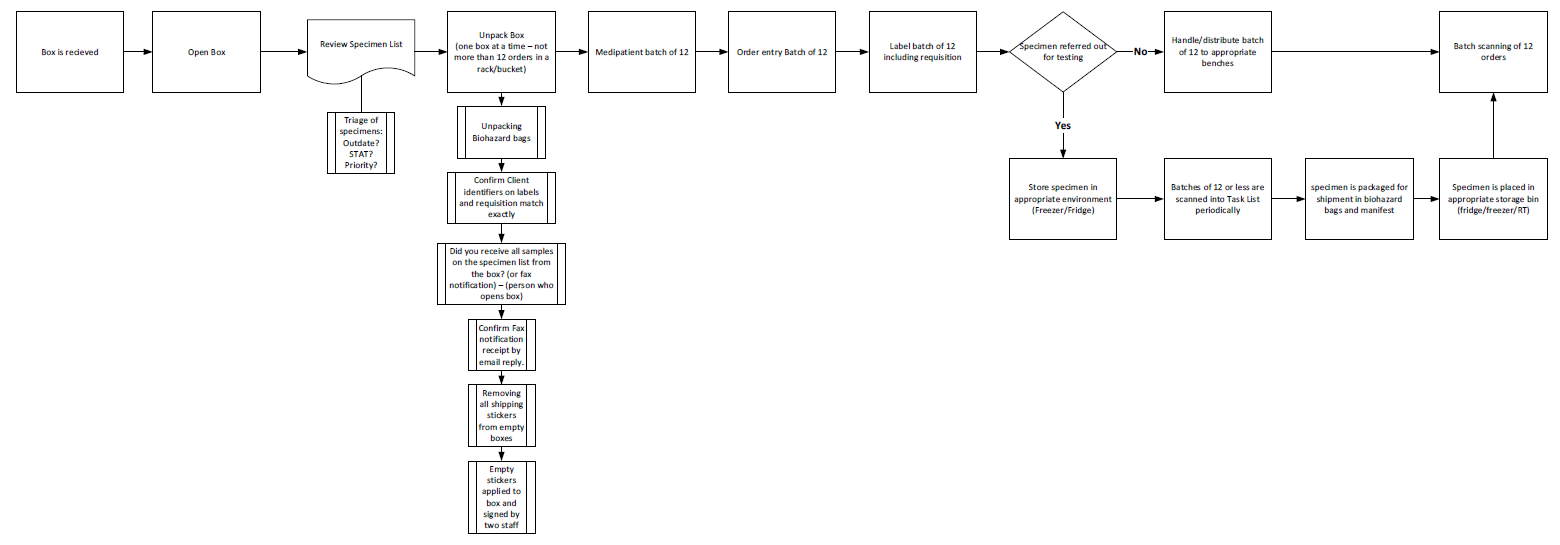 Box is recieved
Open Box
Review Specimen List
Unpack Box
(one box at a time – not
more than 12 orders in a
rack/bucket)
Medipatient batch of 12
Order entry Batch of 12
Label batch of 12
including requisition
Specimen referred out
for testing
No
Handle/distribute batch
of 12 to appropriate
benches
Batch scanning of 12
orders
Triage of
specimens:
Outdate?
STAT?
Priority?
Unpacking
Biohazard bags
Yes
Confirm Client
identifiers on labels
and requisition match
exactly
Store specimen in
appropriate environment
(Freezer/Fridge)
Batches of 12 or less are
scanned into Task List
periodically
specimen is packaged for
shipment in biohazard
bags and manifest
Specimen is placed in
appropriate storage bin
(fridge/freezer/RT)
Did you receive all samples
on the specimen list from
the box? (or fax
notification) – (person who
opens box)
Confirm Fax
notification
receipt by
email reply.
Removing
all shipping
stickers
from empty
boxes
Empty
stickers
applied to
box and
signed by
two staff